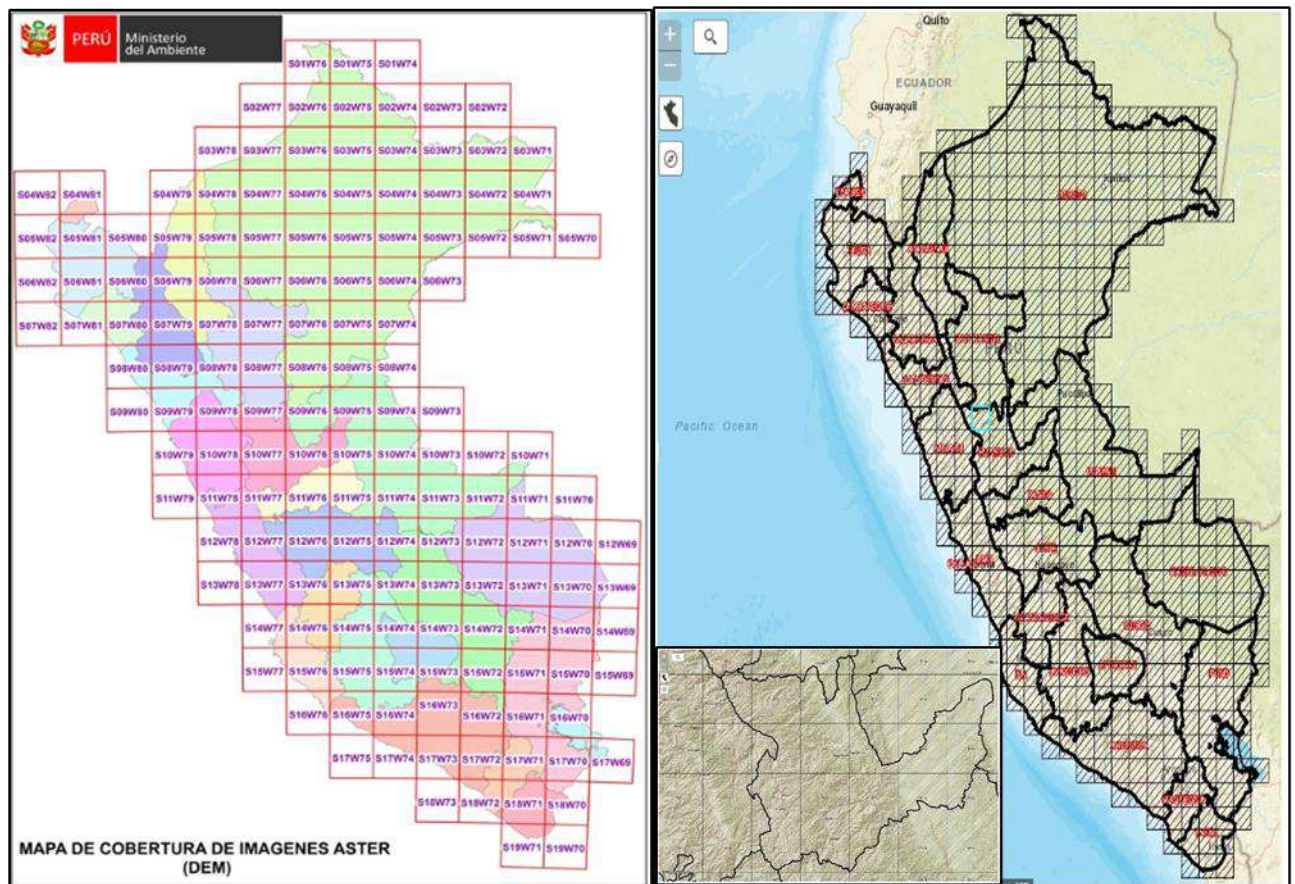 PERÚ
Ministerio
del Ambiente
S01W76 S01W75 S01W74
S02W77 S02W76 S02W75 S02W74 S02W73 S02W72
S03W78 S03W77 S03W76 S03W75 S03W74 S03W73 S03W72 S03W71
S04W82 S04W81 S04W79 S04W78 S04W77 S04W76 S04W75 S04W74 S04W73 S04W72 S04W71
S05W82 S05W81 S05W80 S05W79 S05W78 S05W77 S05W76 S05W75 S05W74 S05W73 S05W72 S05W71 S05W70
S06W82 S06W81 S06W80 S06W79 S06W78 S06W77 S06W76 S06W75 S06W74 S06W73
S07W82 S07W81 S07W80 S07W79 S07W78 S07W77 S07W76 S07W75 S07W74
S08W80 S08W79 S08W78 S08W77 S08W76 S08W75 S08W74
S09W80 S09W79 S09W78 S09W77 S09W76 S09W75 S09W74 S09W73
S10W79 S10W78 S10W77 S10W76 S10W75 S10W74 S10W73 S10W72 S10W71
S11W79 S11W78 S11W77 S11W76 S11W75 S11W74 S11W73 S11W72 S11W71 S11W70
S12W78 S12W77 S12W76 S12W75 S12W74 S12W73 S12W72 S12W71 S12W70 S12W69
S13W78 S13W77 S13W76 S13W75 S13W74 S13W73 S13W72 S13W71 S13W70 S13W69
S14W77 S14W76 S14W75 S14W74 S14W73 S14W72 S14W71 S14W70 S14W69
S15W77 S15W76 S15W75 S15W74 S15W73 S15W72 S15W71 S15W70 S15W69
S16W76 S16W75 S16W74 S16W73 S16W72 S16W71 S16W70
S17W75 S17W74 S17W73 S17W72 S17W71 S17W70 S17W69
S18W73 S18W72 S18W71 S18W70
S19W71 S19W70
MAPA DE COBERTURA DE IMAGENES ASTER
(DEM)
Quito
ECUADOR
Guayaquil
Pacific Ocean